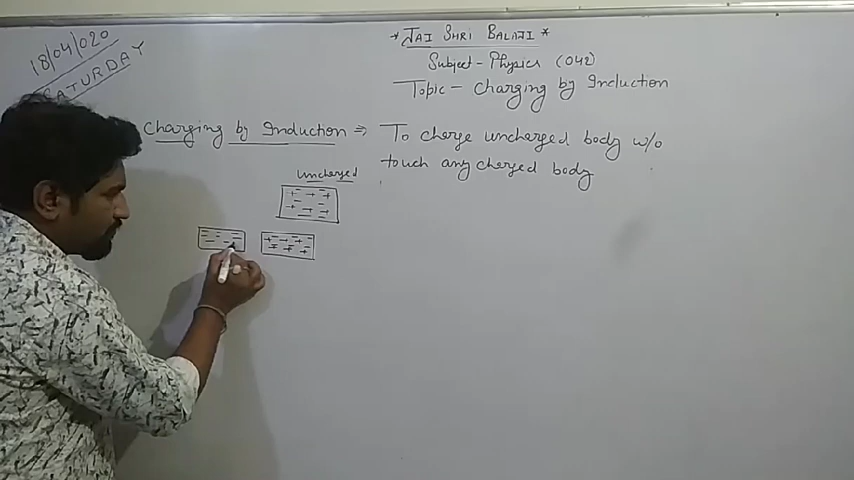 * JAI SHRI BALAJI *
18/04/020
SATURDAY
Subject - Physics (042)
Topic - Charging by Induction
Charging by Induction ⇒ To charge uncharged body w/o
touch any charged body
uncharged